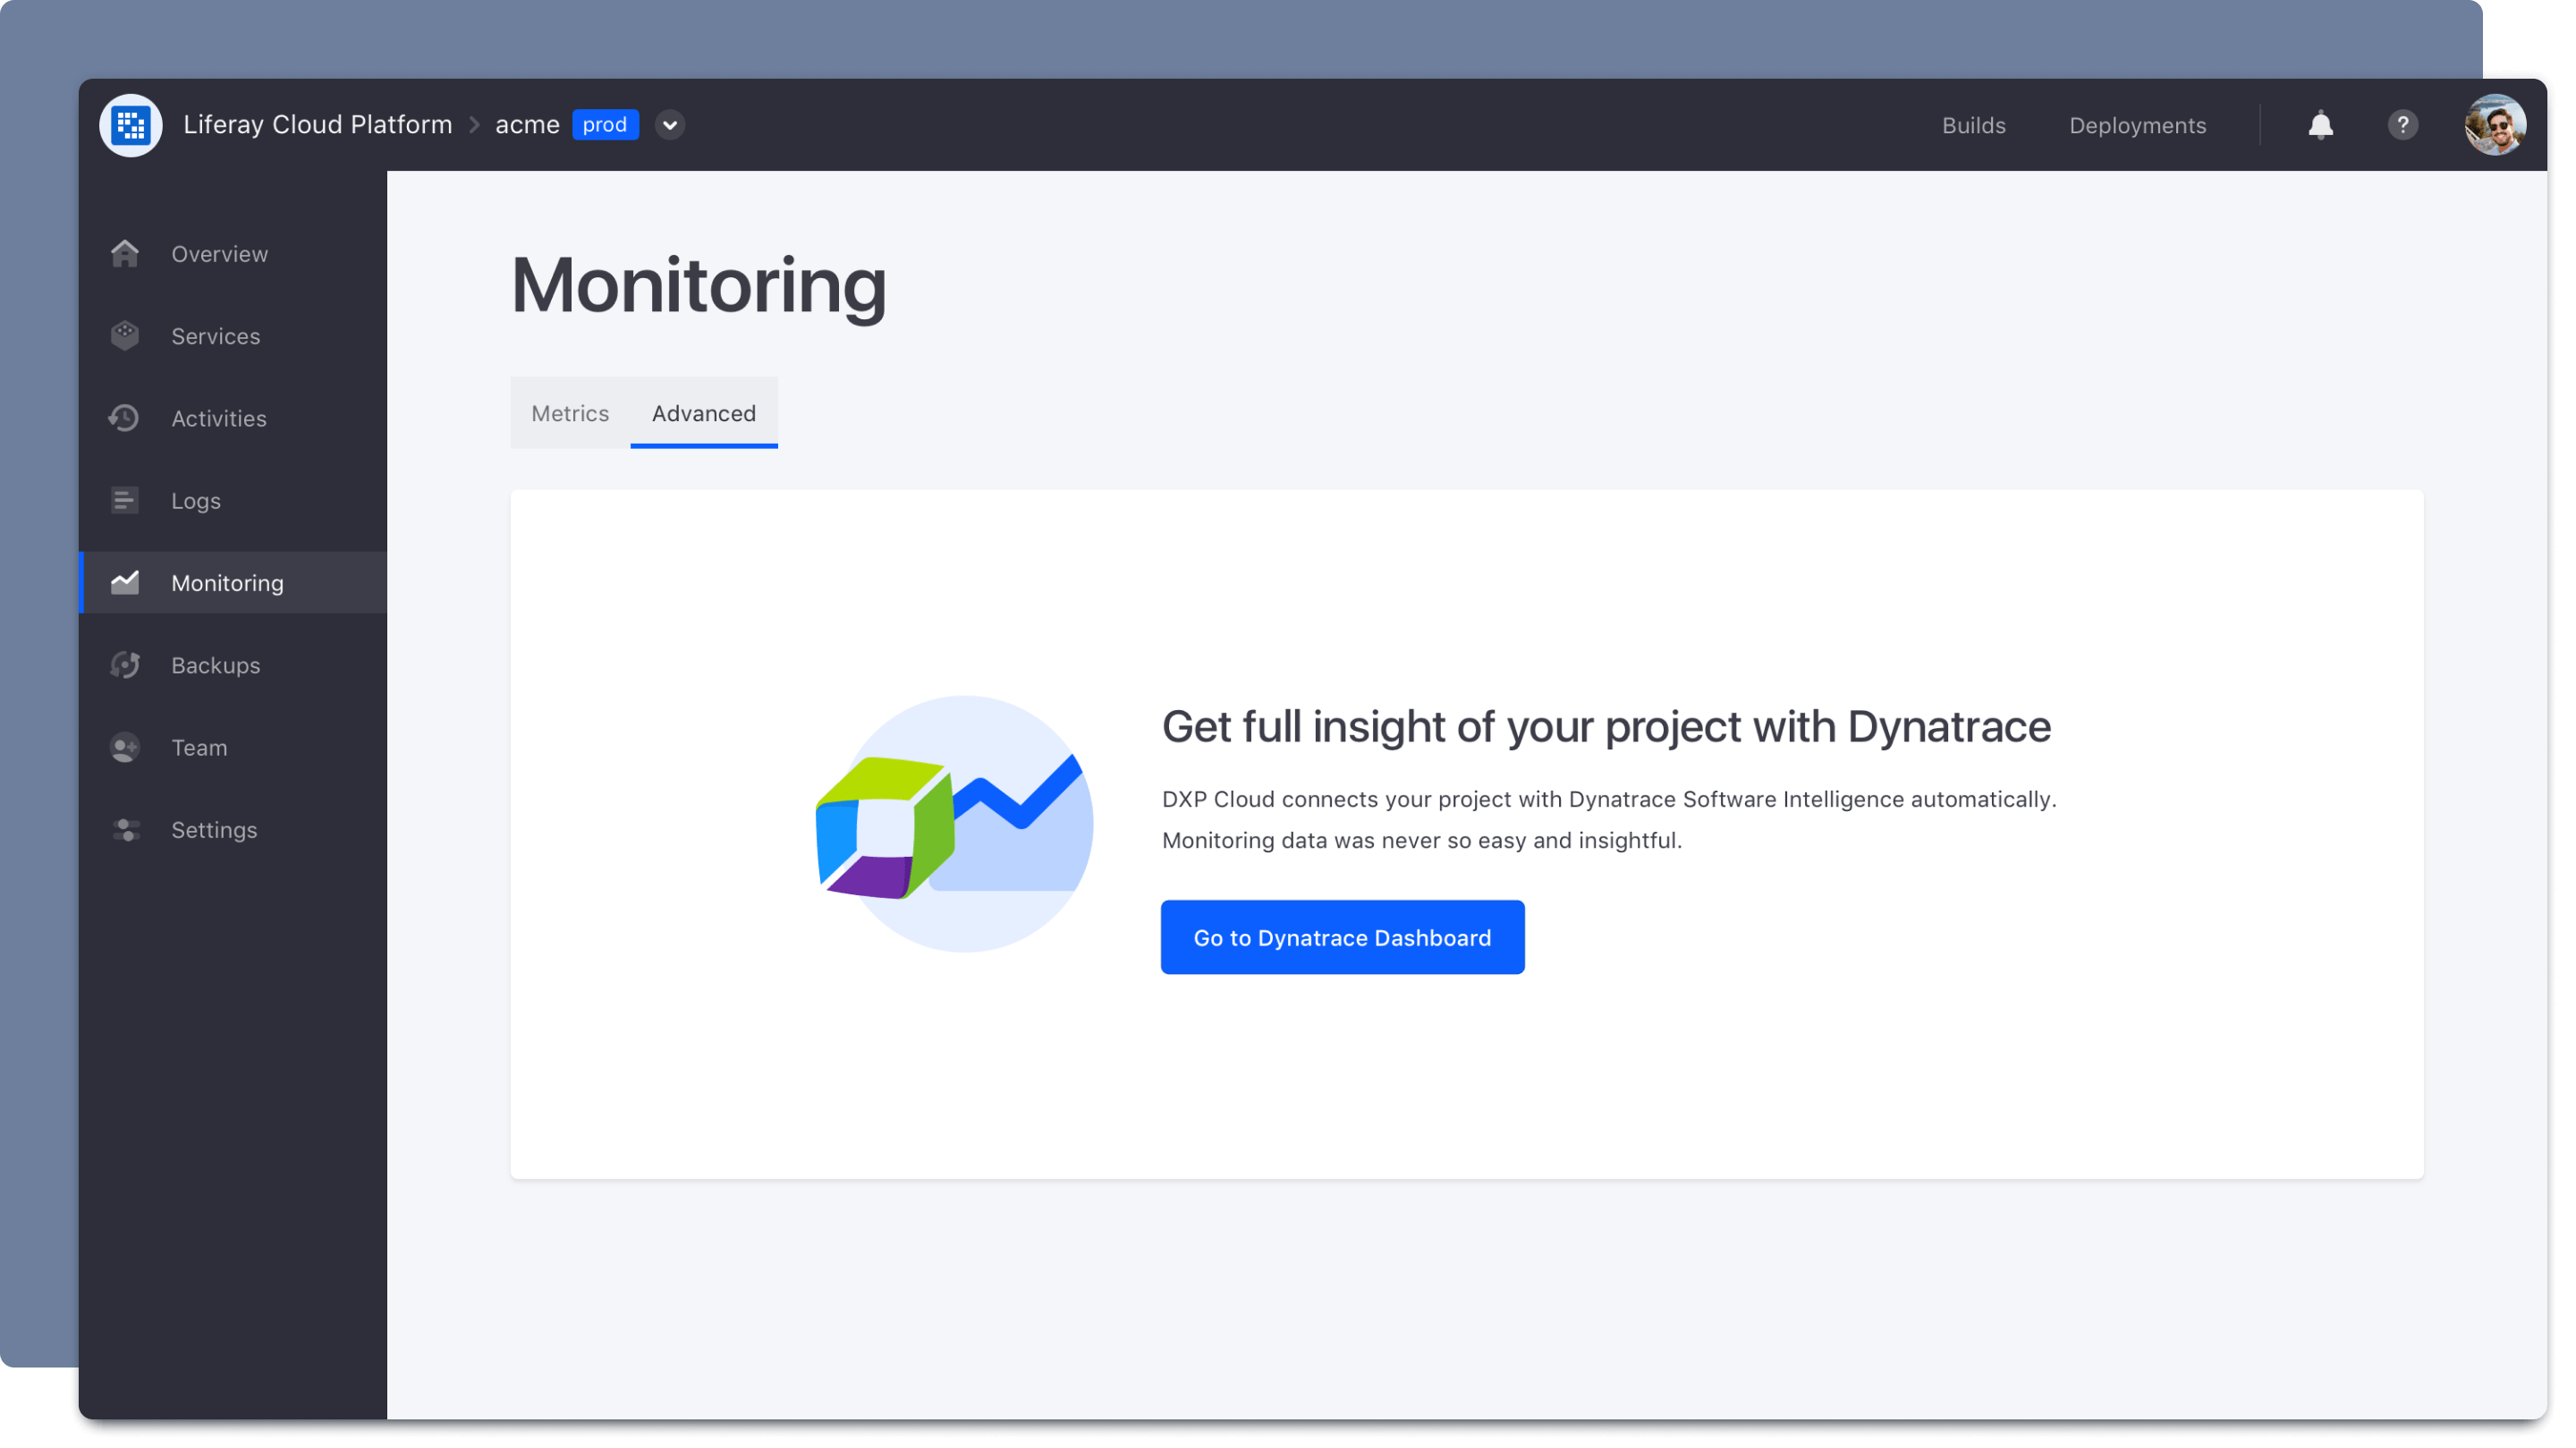 Liferay Cloud Platform > acme prod
Builds Deployments ?
Overview
Services
Activities
Logs
Monitoring
Backups
Team
Settings
Monitoring
Metrics Advanced
Get full insight of your project with Dynatrace
DXP Cloud connects your project with Dynatrace Software Intelligence automatically.
Monitoring data was never so easy and insightful.
Go to Dynatrace Dashboard